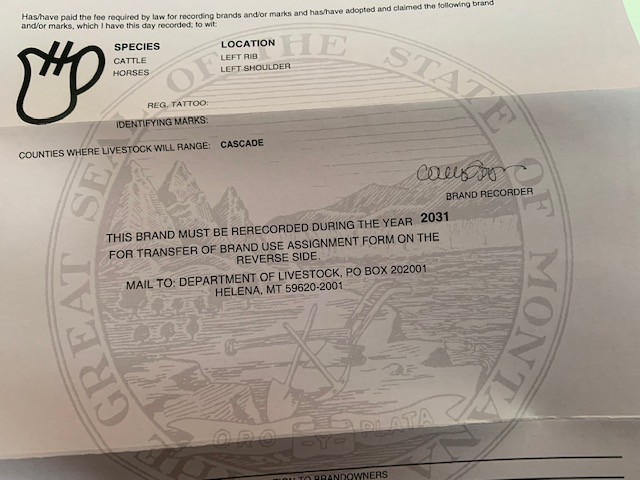 Has/have paid the fee required by law for recording brands and/or marks and has/have adopted and claimed the following brand
and/or marks, which I have this day recorded; to wit:
SPECIES LOCATION
CATTLE LEFT RIB
HORSES LEFT SHOULDER
REG. TATTOO:
IDENTIFYING MARKS:
COUNTIES WHERE LIVESTOCK WILL RANGE: CASCADE
BRAND RECORDER
THIS BRAND MUST BE RERECORDED DURING THE YEAR 2031
FOR TRANSFER OF BRAND USE ASSIGNMENT FORM ON THE
REVERSE SIDE.
MAIL TO: DEPARTMENT OF LIVESTOCK, PO BOX 202001
HELENA, MT 59620-2001
THE GREAT SEAL OF THE STATE OF MONTANA
ORO Y PLATA
TION TO BRANDOWNERS